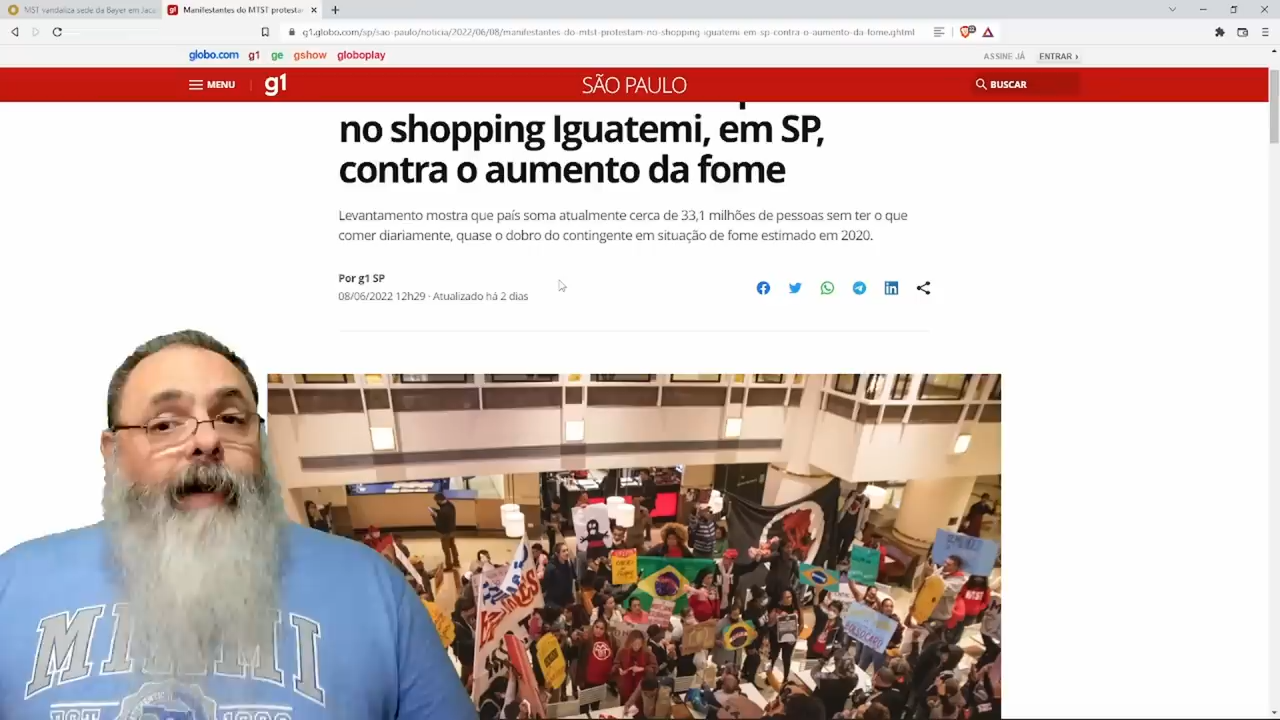 MST vandaliza sede da Bayer em Jaca
Manifestantes do MTST protesta
g1.globo.com/sp/sao-paulo/noticia/2022/06/08/manifestantes-do-mtst-protestam-no-shopping-iguatemi-em-sp-contra-o-aumento-da-fome.ghtml
globo.com g1 ge gshow globoplay
ASSINE JÁ ENTRAR ›
MENU g1 SÃO PAULO BUSCAR
no shopping Iguatemi, em SP,
contra o aumento da fome
Levantamento mostra que país soma atualmente cerca de 33,1 milhões de pessoas sem ter o que
comer diariamente, quase o dobro do contingente em situação de fome estimado em 2020.
Por g1 SP
08/06/2022 12h29 · Atualizado há 2 dias
MIAMI
MTST
BOLSONARO